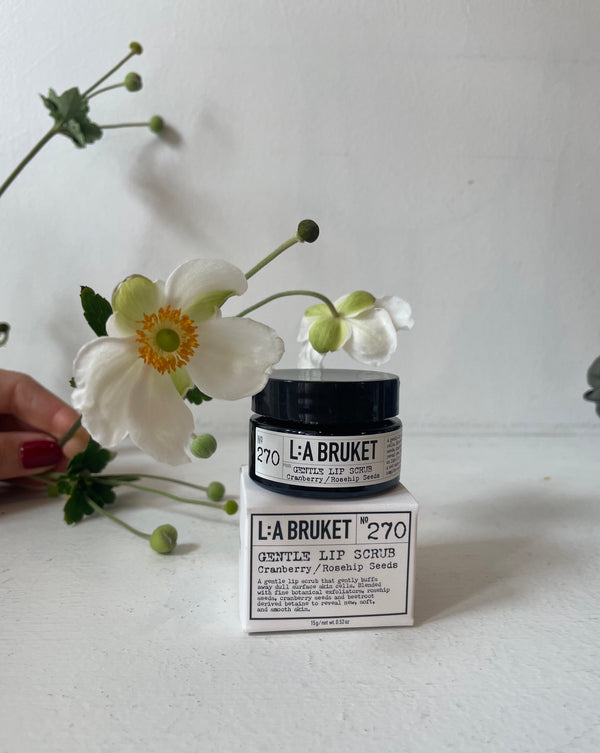 Nº 270
L:A BRUKET
GENTLE LIP SCRUB
Cranberry/Rosehip Seeds
L:A BRUKET Nº 270
GENTLE LIP SCRUB
Cranberry/Rosehip Seeds
A gentle lip scrub that gently buffs
away dull surface skin cells. Blended
with fine botanical exfoliators, rosehip
seeds, cranberry seeds and beetroot
derived betaine to reveal new, soft,
and smooth skin.
15g/net wt. 0.52oz